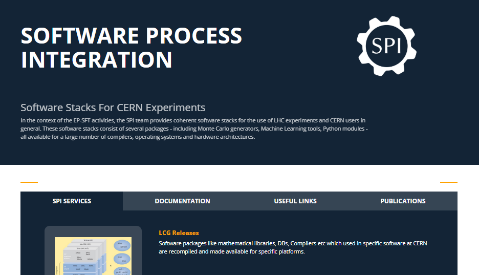 SOFTWARE PROCESS
INTEGRATION
SPI
Software Stacks For CERN Experiments
In the context of the EP-SFT activities, the SPI team provides coherent software stacks for the use of LHC experiments and CERN users in
general. These software stacks consist of several packages - including Monte Carlo generators, Machine Learning tools, Python modules -
all available for a large number of compilers, operating systems and hardware architectures.
SPI SERVICES
DOCUMENTATION
USEFUL LINKS
PUBLICATIONS
LCG Releases
Software packages like mathematical libraries, DBs, Compilers etc which used in specific software at CERN
are recompiled and made available for specific platforms.